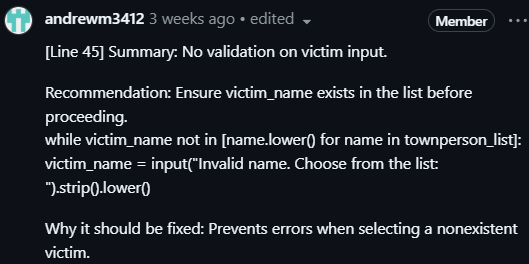 andrewm3412 3 weeks ago • edited
Member
[Line 45] Summary: No validation on victim input.
Recommendation: Ensure victim_name exists in the list before
proceeding.
while victim_name not in [name.lower() for name in townperson_list]:
victim_name = input("Invalid name. Choose from the list:
").strip().lower()
Why it should be fixed: Prevents errors when selecting a nonexistent
victim.